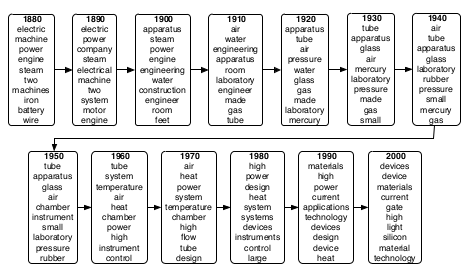 1880
electric
machine
power
engine
steam
two
machines
iron
battery
wire
1890
electric
power
company
steam
electrical
machine
two
system
motor
engine
1900
apparatus
steam
power
engine
engineering
water
construction
engineer
room
feet
1910
air
water
engineering
apparatus
room
laboratory
engineer
made
gas
tube
1920
apparatus
tube
air
pressure
water
glass
gas
made
laboratory
mercury
1930
tube
apparatus
glass
air
mercury
laboratory
pressure
made
gas
small
1940
air
tube
apparatus
glass
laboratory
rubber
pressure
small
mercury
gas
1950
tube
apparatus
glass
air
chamber
instrument
small
laboratory
pressure
rubber
1960
tube
system
temperature
air
heat
chamber
power
high
instrument
control
1970
air
heat
power
system
temperature
chamber
high
flow
tube
design
1980
high
power
design
heat
system
systems
devices
instruments
control
large
1990
materials
high
power
current
applications
technology
devices
design
device
heat
2000
devices
device
materials
current
gate
high
light
silicon
material
technology